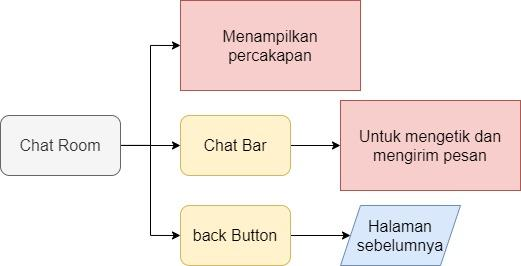 Menampilkan
percakapan
Chat Room
Chat Bar
Untuk mengetik dan
mengirim pesan
back Button
Halaman
sebelumnya